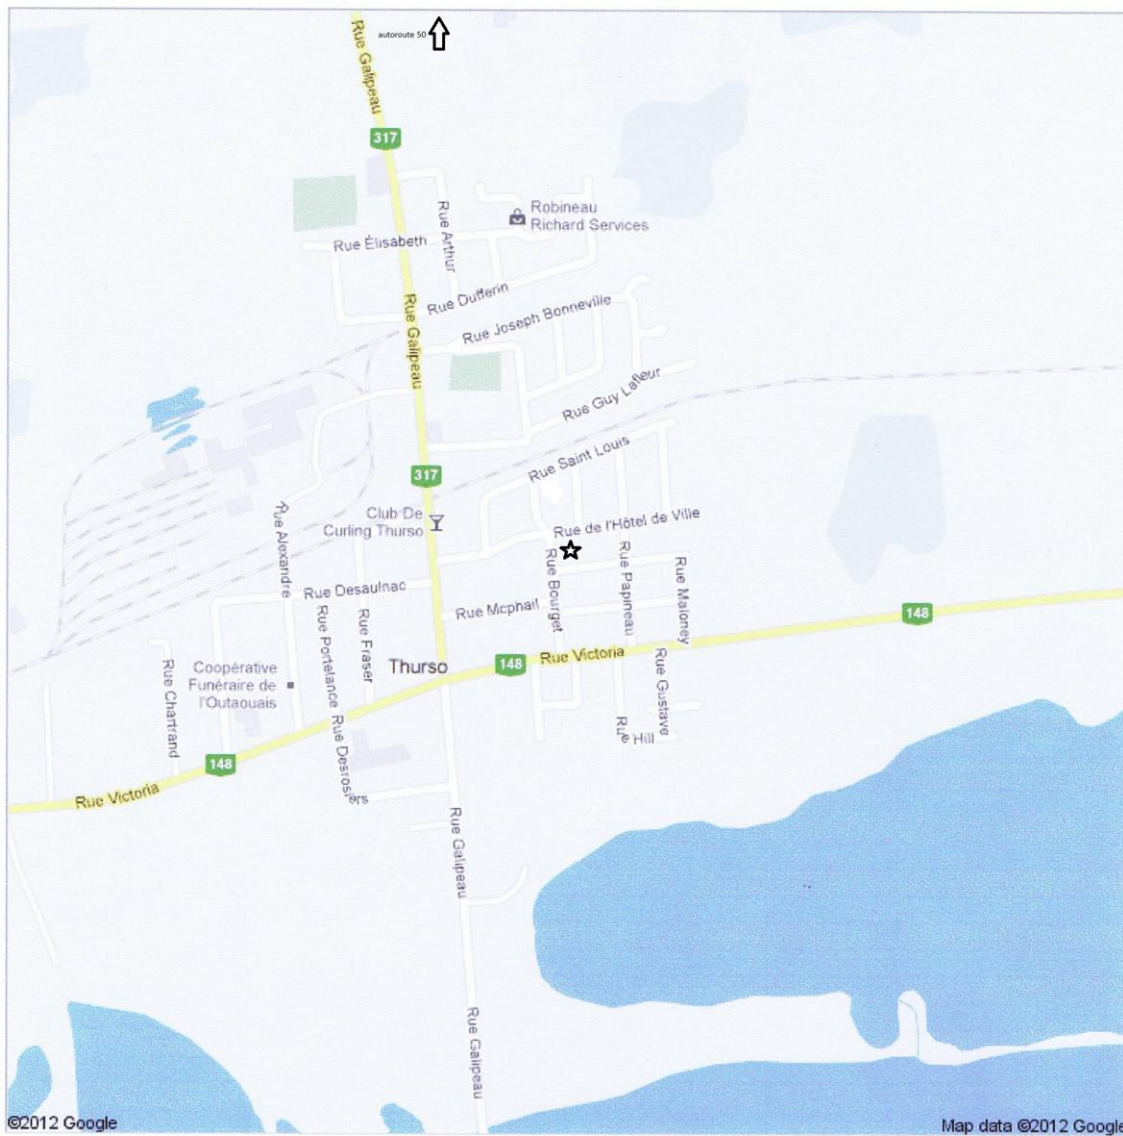 autoroute 50
Rue Galipeau
317
Robineau
Richard Services
Rue Arthur
Rue Élisabeth
Rue Dufferin
Rue Galipeau
Rue Joseph Bonneville
Rue Guy Lafleur
Rue Saint Louis
317
Club De
Curling Thurso
Rue Alexandre
Rue de l'Hôtel de Ville
Rue Bourget
Rue Papineau
Rue Maloney
Rue Desaulnac
Rue Mcphail
Rue Portelance
Rue Fraser
148
Rue Victoria
148
Thurso
Coopérative
Funéraire de
l'Outaouais
Rue Chartrand
Rue Gustave
Rue Hill
Rue Desrosiers
148
Rue Victoria
Rue Galipeau
Rue Galipeau
©2012 Google
Map data ©2012 Google